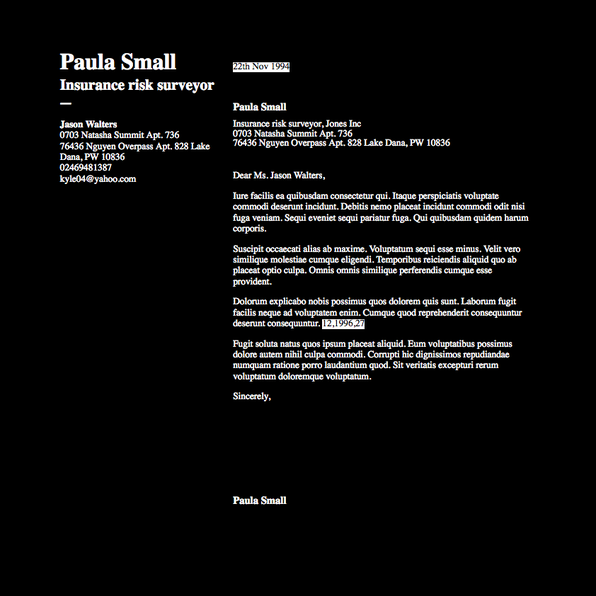 Paula Small
Insurance risk surveyor
Jason Walters
0703 Natasha Summit Apt. 736
76436 Nguyen Overpass Apt. 828 Lake
Dana, PW 10836
02469481387
kyle04@yahoo.com
22th Nov 1994
Paula Small
Insurance risk surveyor, Jones Inc
0703 Natasha Summit Apt. 736
76436 Nguyen Overpass Apt. 828 Lake Dana, PW 10836
Dear Ms. Jason Walters,
Iure facilis ea quibusdam consectetur qui. Itaque perspiciatis voluptate
commodi deserunt incidunt. Debitis nemo placeat incidunt commodi odit nisi
fuga veniam. Sequi eveniet sequi pariatur fuga. Qui quibusdam quidem harum
corporis.
Suscipit occaecati alias ab maxime. Voluptatum sequi esse minus. Velit vero
similique molestiae cumque eligendi. Temporibus reiciendis aliquid quo ab
placeat optio culpa. Omnis omnis similique perferendis cumque esse
provident.
Dolorum explicabo nobis possimus quos dolorem quis sunt. Laborum fugit
facilis neque ad voluptatem enim. Cumque quod reprehenderit consequuntur
deserunt consequuntur. 12,1996,27
Fugit soluta natus quos ipsum placeat aliquid. Eum voluptatibus possimus
dolore autem nihil culpa commodi. Corrupti hic dignissimos repudiandae
numquam ratione porro laudantium quod. Sit veritatis excepturi rerum
voluptatum doloremque voluptatum.
Sincerely,
Paula Small